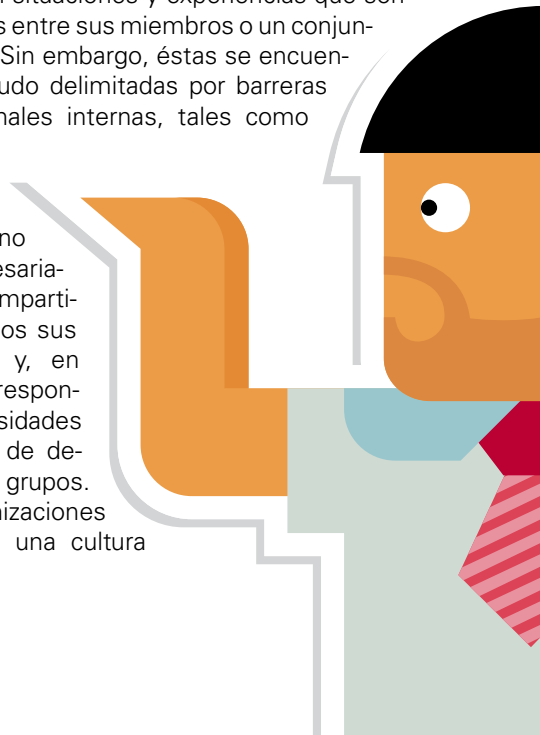 situaciones y experiencias que son
s entre sus miembros o un conjun-
Sin embargo, éstas se encuen-
udo delimitadas por barreras
nales internas, tales como
no
esaria-
mparti-
os sus
y, en
respon-
sidades
de de-
grupos.
nizaciones
una cultura